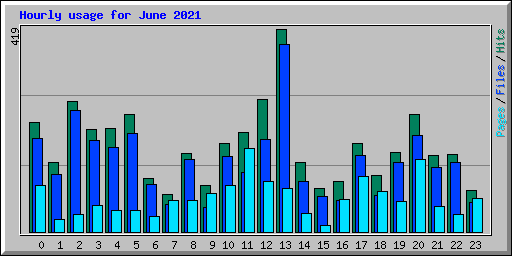 Hourly usage for June 2021
419
Pages / Files / Hits
0 1 2 3 4 5 6 7 8 9 10 11 12 13 14 15 16 17 18 19 20 21 22 23